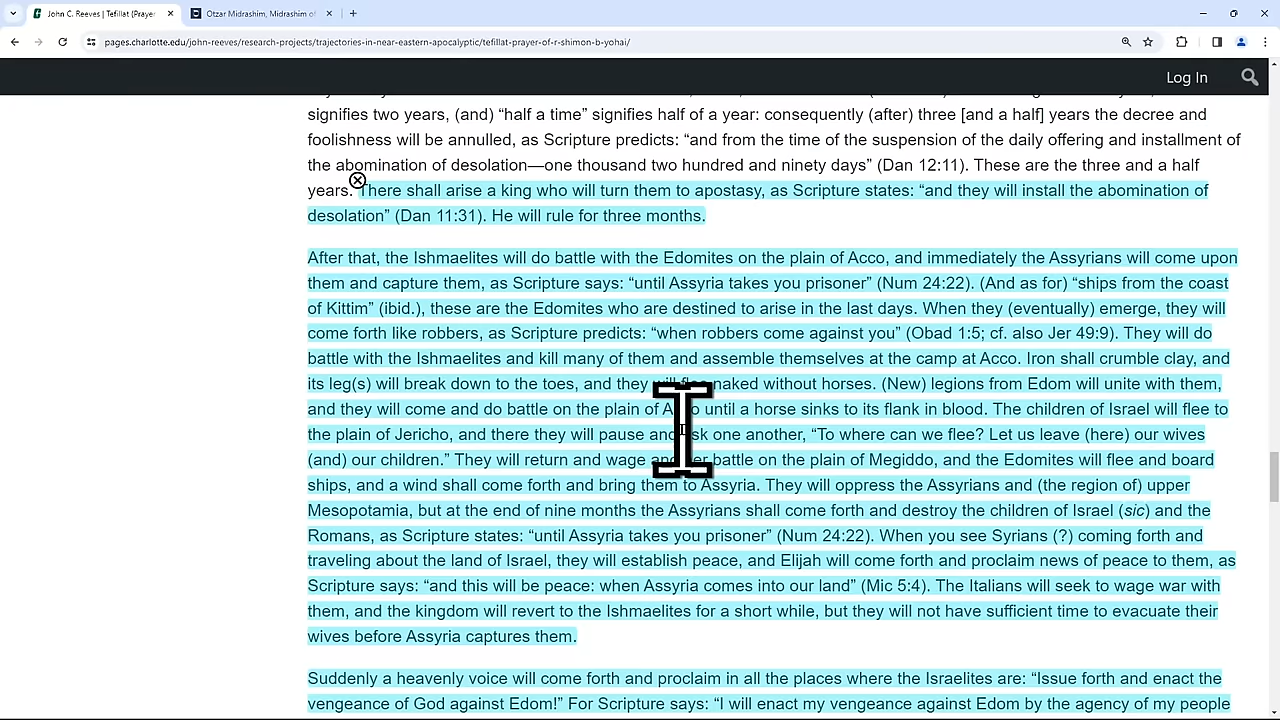 John C. Reeves | Tefillat (Prayer
Otzar Midrashim, Midrashim of
pages.charlotte.edu/john-reeves/research-projects/trajectories-in-near-eastern-apocalyptic/tefillat-prayer-of-r-shimon-b-yohai/
Log In
signifies two years, (and) “half a time” signifies half of a year: consequently (after) three [and a half] years the decree and
foolishness will be annulled, as Scripture predicts: “and from the time of the suspension of the daily offering and installment of
the abomination of desolation—one thousand two hundred and ninety days” (Dan 12:11). These are the three and a half
years. There shall arise a king who will turn them to apostasy, as Scripture states: “and they will install the abomination of
desolation” (Dan 11:31). He will rule for three months.
After that, the Ishmaelites will do battle with the Edomites on the plain of Acco, and immediately the Assyrians will come upon
them and capture them, as Scripture says: “until Assyria takes you prisoner” (Num 24:22). (And as for) “ships from the coast
of Kittim” (ibid.), these are the Edomites who are destined to arise in the last days. When they (eventually) emerge, they will
come forth like robbers, as Scripture predicts: “when robbers come against you” (Obad 1:5; cf. also Jer 49:9). They will do
battle with the Ishmaelites and kill many of them and assemble themselves at the camp at Acco. Iron shall crumble clay, and
its leg(s) will break down to the toes, and they will flee naked without horses. (New) legions from Edom will unite with them,
and they will come and do battle on the plain of Acco until a horse sinks to its flank in blood. The children of Israel will flee to
the plain of Jericho, and there they will pause and ask one another, “To where can we flee? Let us leave (here) our wives
(and) our children.” They will return and wage another battle on the plain of Megiddo, and the Edomites will flee and board
ships, and a wind shall come forth and bring them to Assyria. They will oppress the Assyrians and (the region of) upper
Mesopotamia, but at the end of nine months the Assyrians shall come forth and destroy the children of Israel (sic) and the
Romans, as Scripture states: “until Assyria takes you prisoner” (Num 24:22). When you see Syrians (?) coming forth and
traveling about the land of Israel, they will establish peace, and Elijah will come forth and proclaim news of peace to them, as
Scripture says: “and this will be peace: when Assyria comes into our land” (Mic 5:4). The Italians will seek to wage war with
them, and the kingdom will revert to the Ishmaelites for a short while, but they will not have sufficient time to evacuate their
wives before Assyria captures them.
Suddenly a heavenly voice will come forth and proclaim in all the places where the Israelites are: “Issue forth and enact the
vengeance of God against Edom!” For Scripture says: “I will enact my vengeance against Edom by the agency of my people